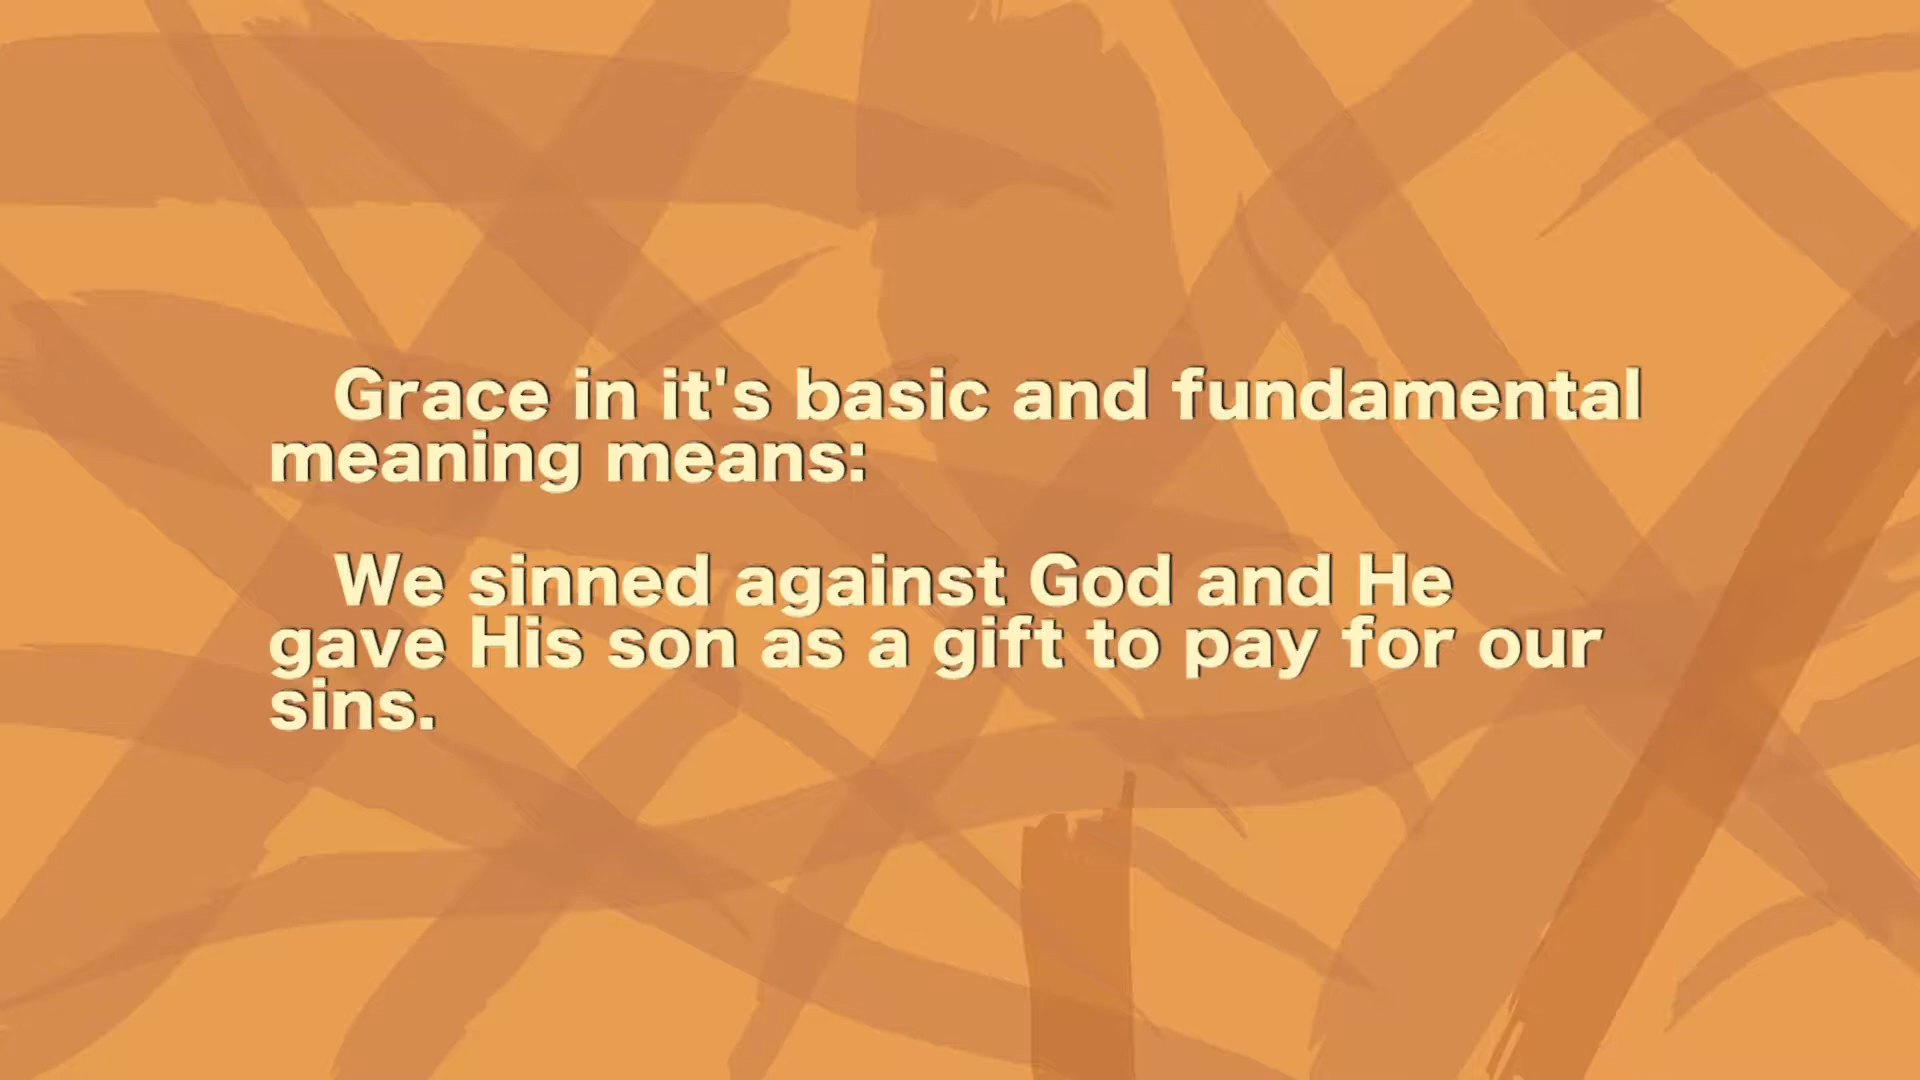 Grace in it's basic and fundamental
meaning means:
We sinned against God and He
gave His son as a gift to pay for our
sins.